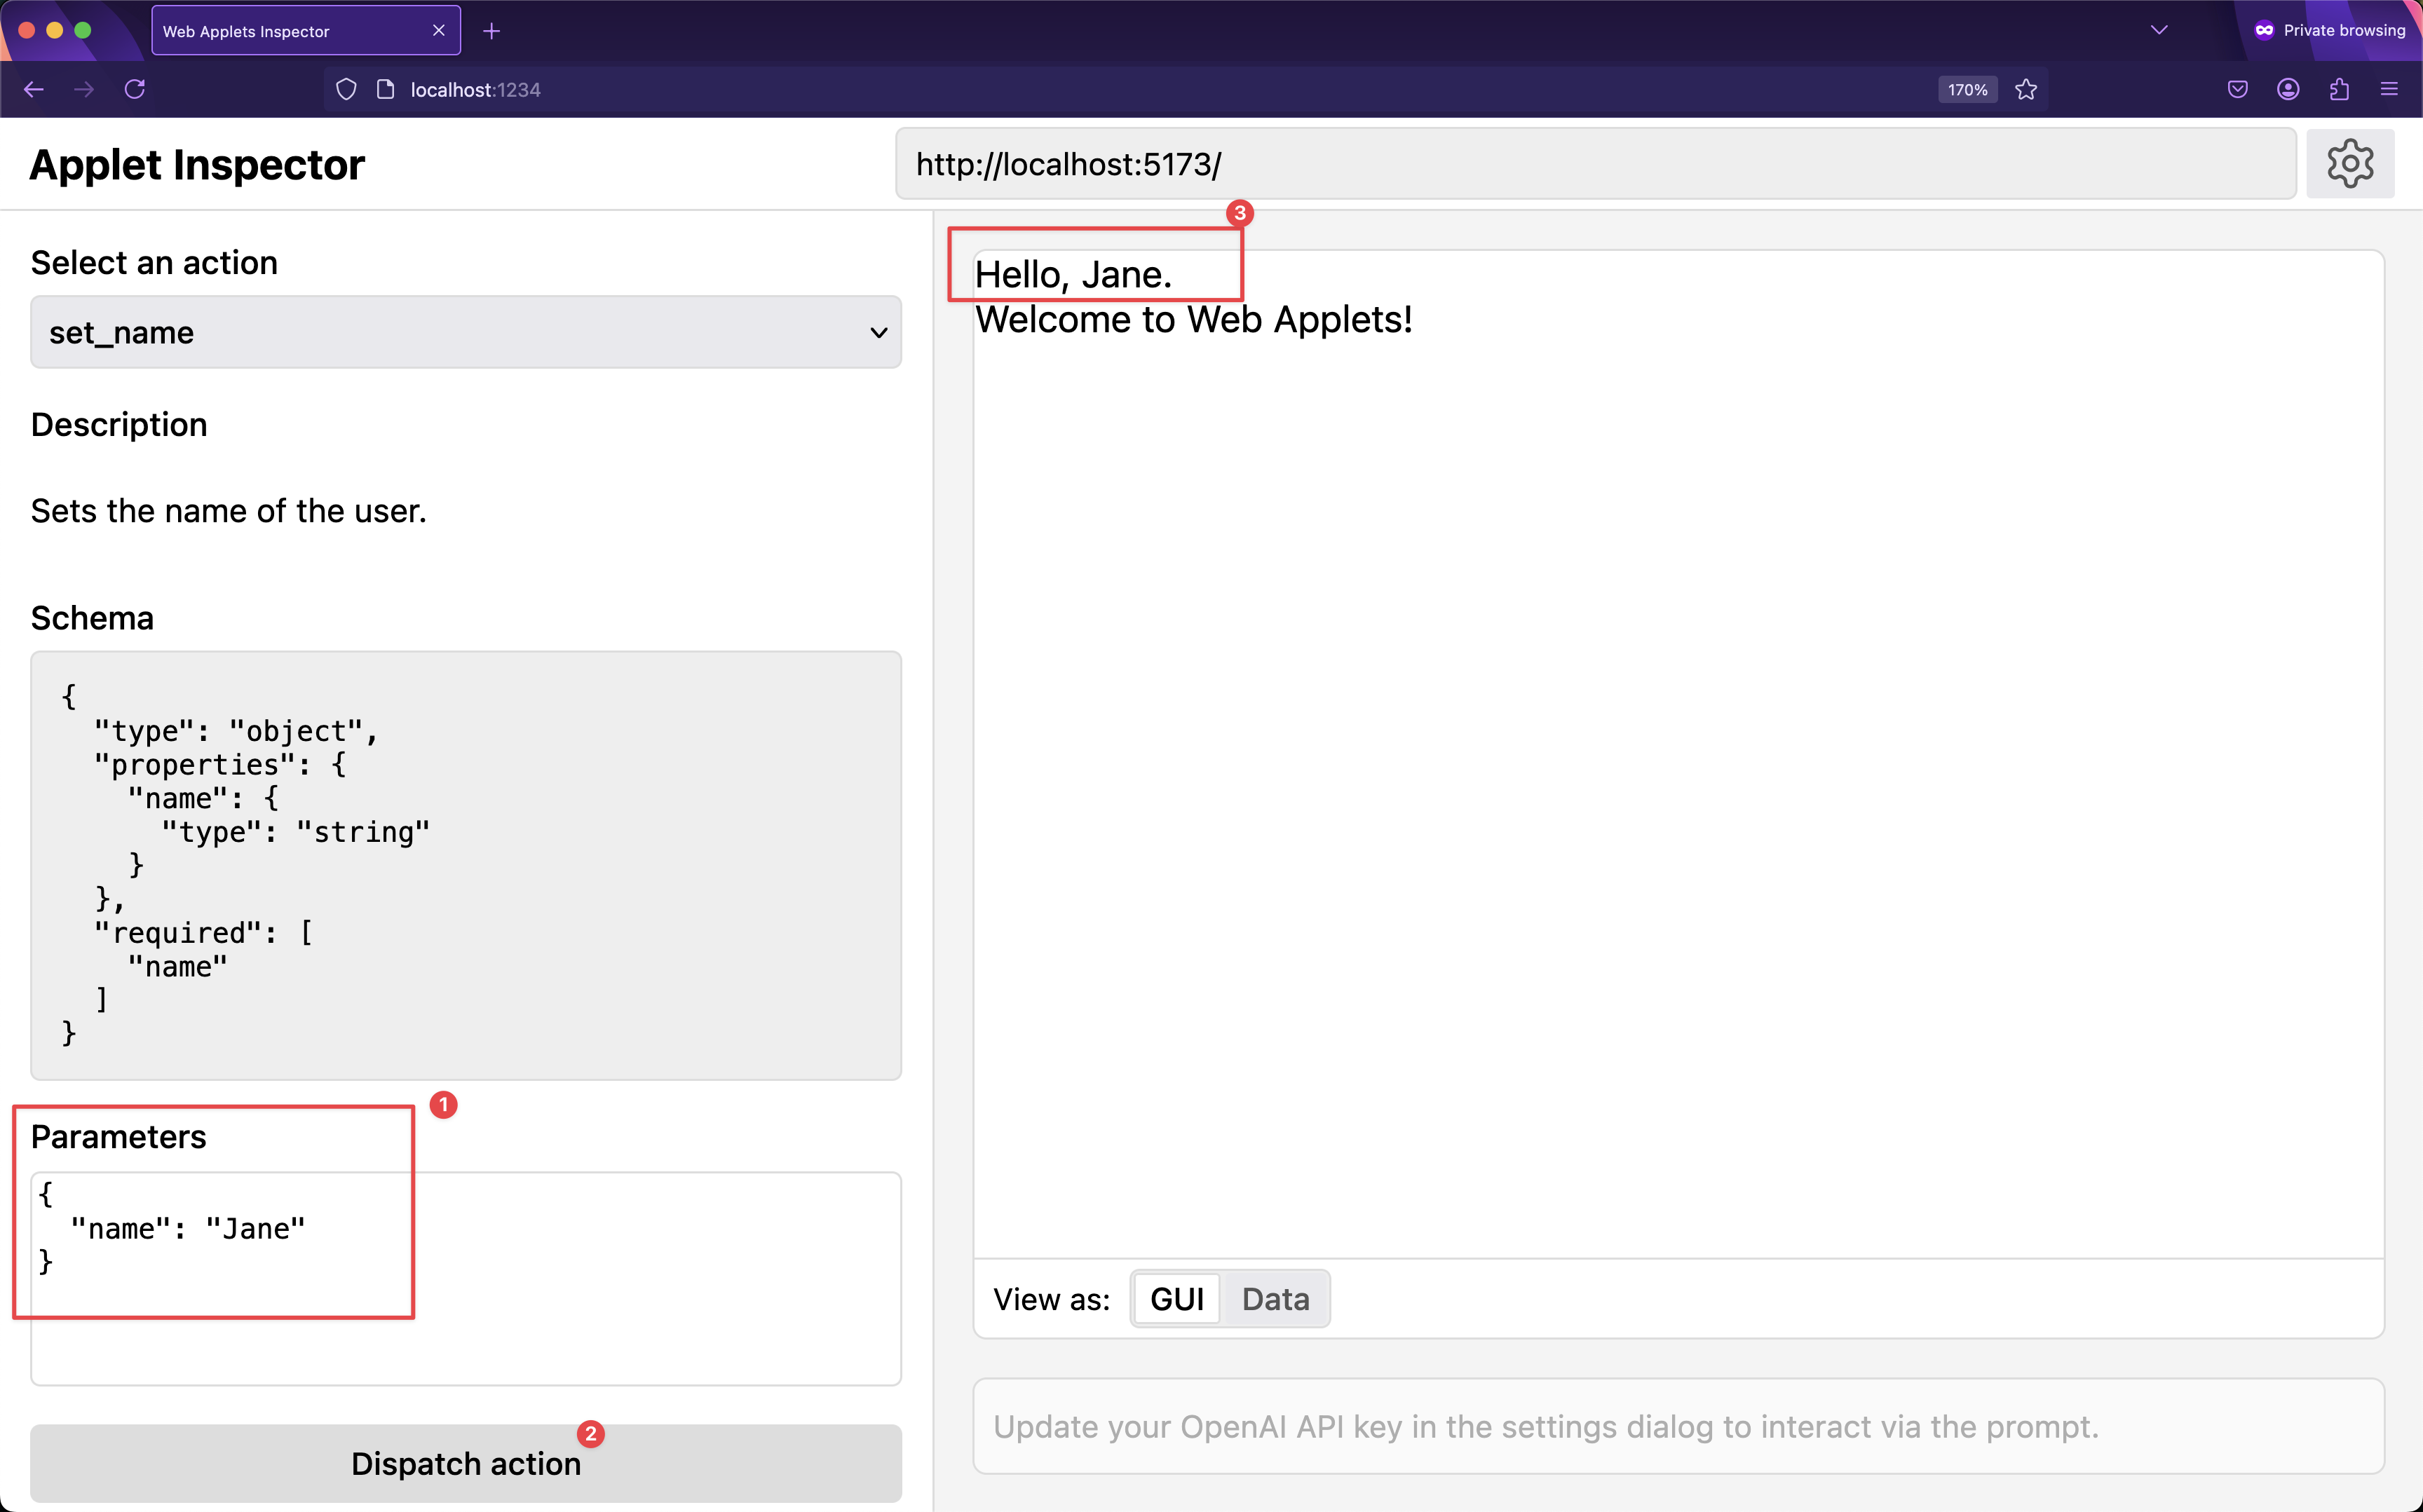 Web Applets Inspector
Private browsing
localhost:1234
170%
Applet Inspector
http://localhost:5173/
Select an action
set_name
Description
Sets the name of the user.
Schema
{
  "type": "object",
  "properties": {
    "name": {
      "type": "string"
    }
  },
  "required": [
    "name"
  ]
}
1
Parameters
{
  "name": "Jane"
}
2
Dispatch action
3
Hello, Jane.
Welcome to Web Applets!
View as: GUI Data
Update your OpenAI API key in the settings dialog to interact via the prompt.